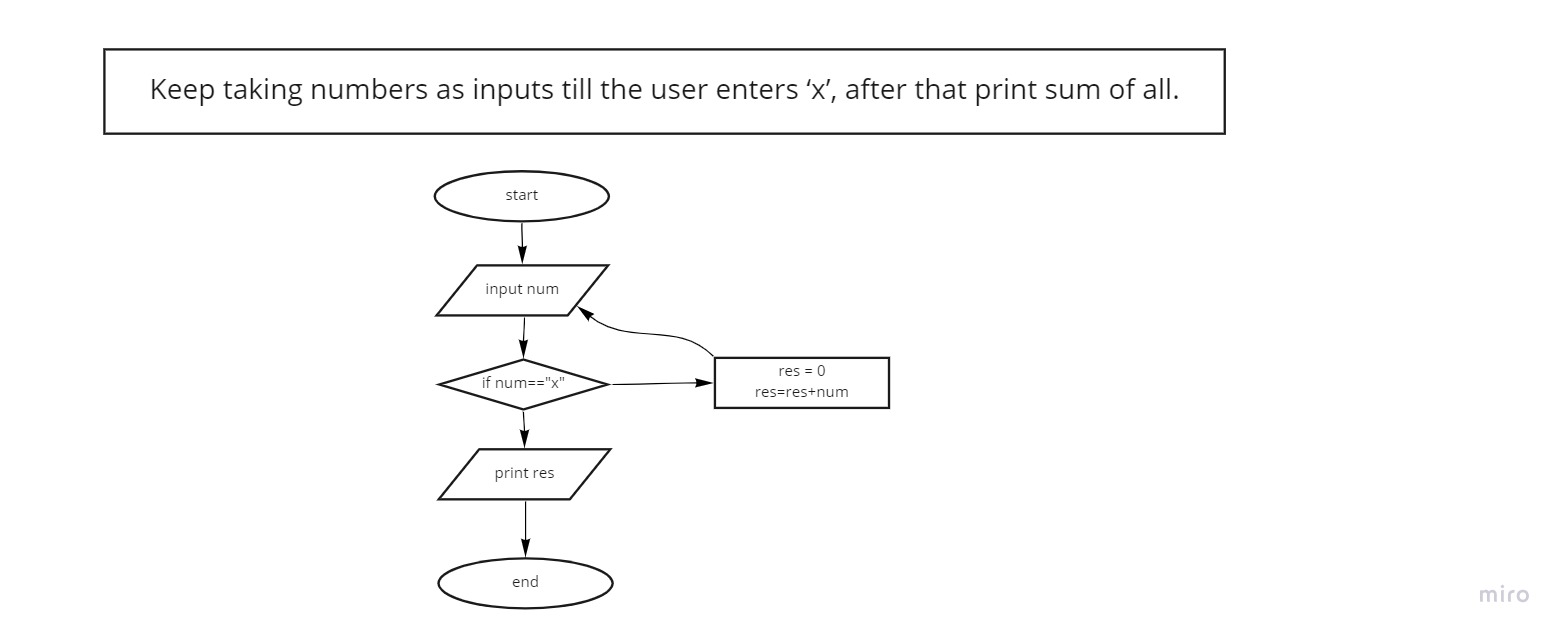 Keep taking numbers as inputs till the user enters ‘x’, after that print sum of all.
start
input num
if num=="x"
res = 0
res=res+num
print res
end
miro